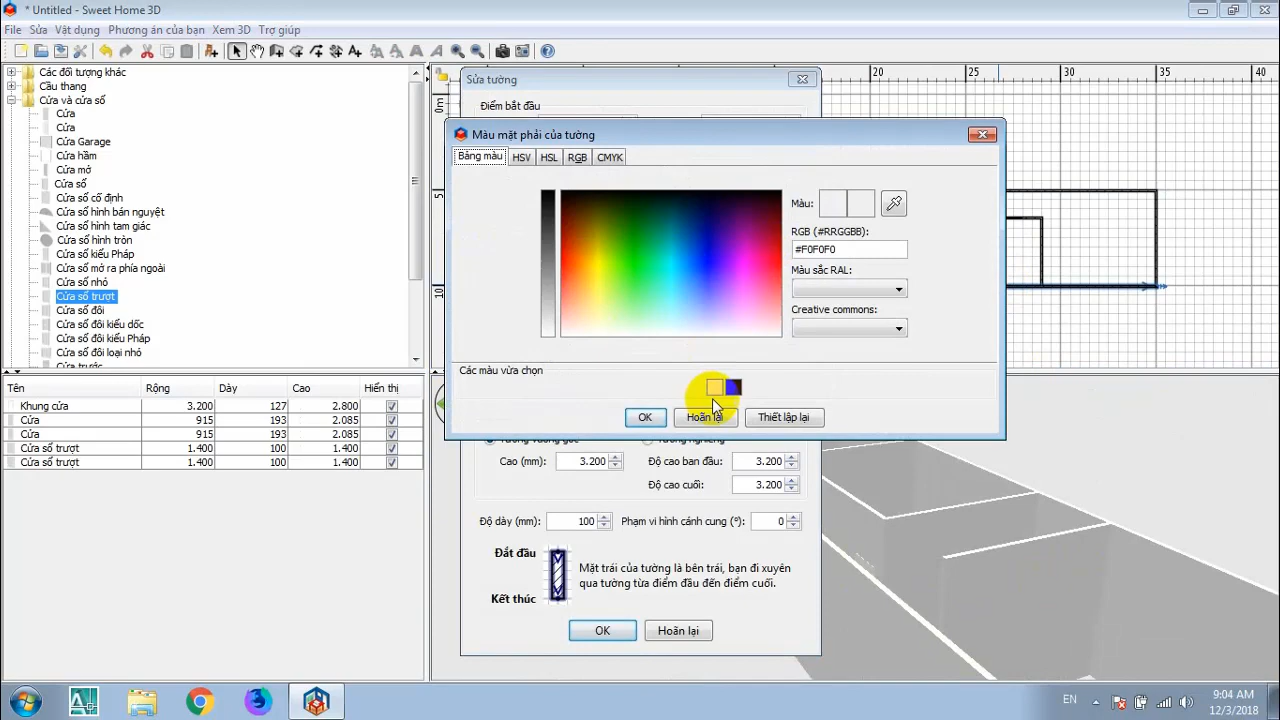 * Untitled - Sweet Home 3D
File Sửa Vật dụng Phương án của bạn Xem 3D Trợ giúp
Các đối tượng khác
Cầu thang
Cửa và cửa sổ
Cửa
Cửa
Cửa Garage
Cửa hầm
Cửa mở
Cửa sổ
Cửa sổ cố định
Cửa sổ hình bán nguyệt
Cửa sổ hình tam giác
Cửa sổ hình tròn
Cửa sổ kiểu Pháp
Cửa sổ mở ra phía ngoài
Cửa sổ nhỏ
Cửa sổ trượt
Cửa sổ đôi
Cửa sổ đôi kiểu dốc
Cửa sổ đôi kiểu Pháp
Cửa sổ đôi loại nhỏ
Cửa trước
Tên Rộng Dày Cao Hiển thị
Khung cửa 3.200 127 2.800
Cửa 915 193 2.085
Cửa 915 193 2.085
Cửa sổ trượt 1.400 100 1.400
Cửa sổ trượt 1.400 100 1.400
20 25 30 35 40
0m
5
10
Sửa tường
Điểm bắt đầu
Màu mặt phải của tường
Bảng màu HSV HSL RGB CMYK
Màu:
RGB (#RRGGBB):
#F0F0F0
Màu sắc RAL:
Creative commons:
Các màu vừa chọn
OK Hoãn lại Thiết lập lại
Cao (mm): 3.200 Độ cao ban đầu: 3.200
Độ cao cuối: 3.200
Độ dày (mm): 100 Phạm vi hình cánh cung (°): 0
Đắt đầu
Mặt trái của tường là bên trái, bạn đi xuyên
qua tường từa điểm đầu đến điểm cuối.
Kết thúc
OK Hoãn lại
EN
9:04 AM
12/3/2018